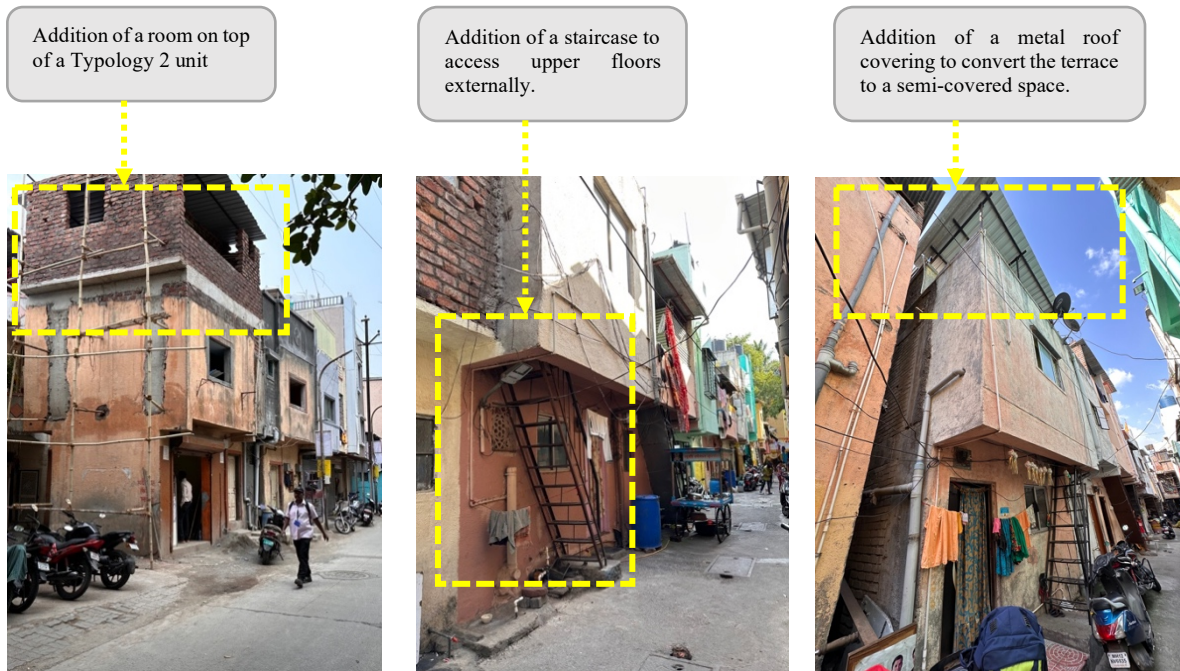 Addition of a room on top
of a Typology 2 unit
Addition of a staircase to
access upper floors
externally.
Addition of a metal roof
covering to convert the terrace
to a semi-covered space.